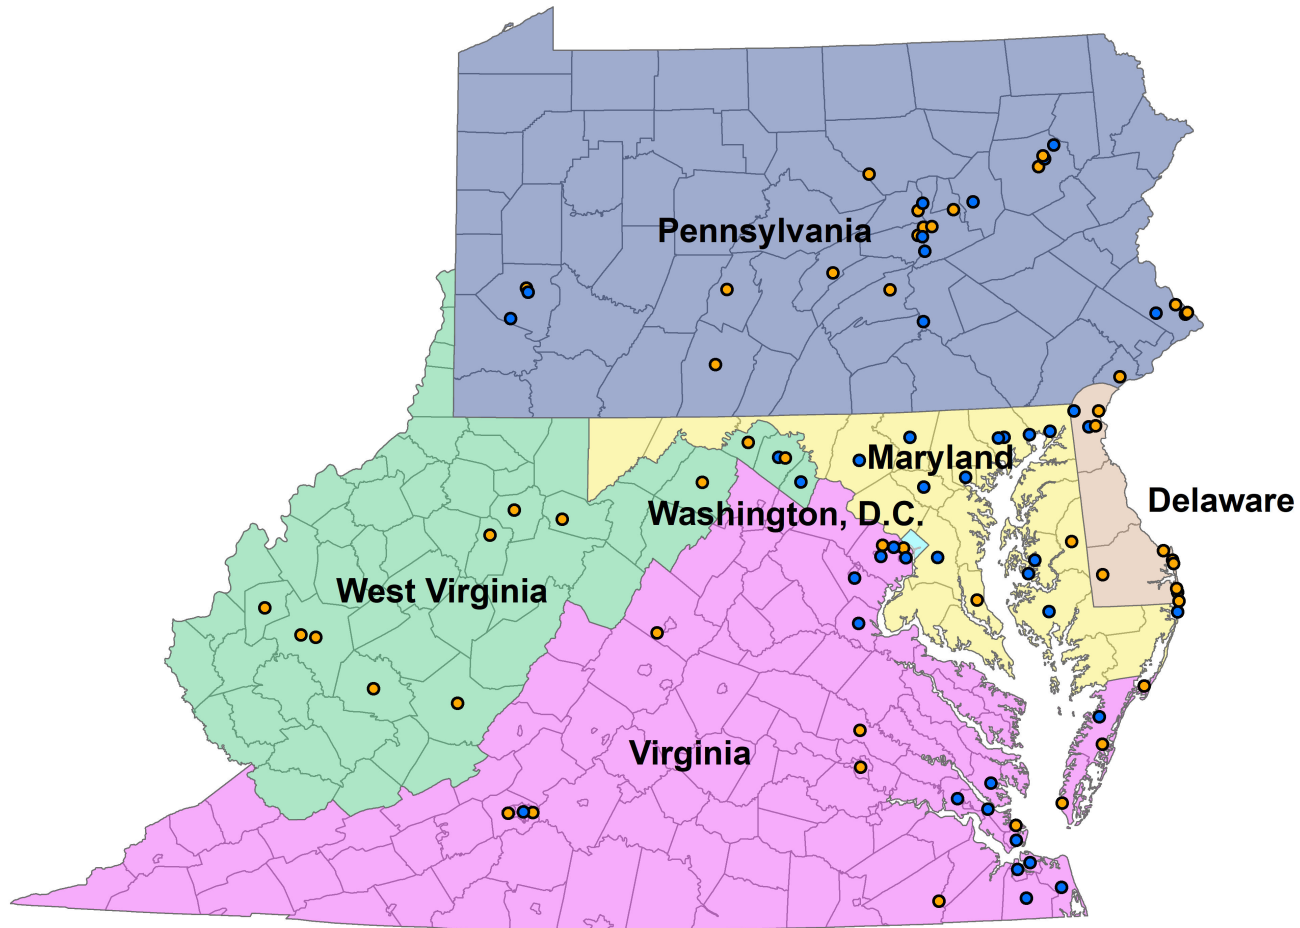 Pennsylvania
Maryland
Delaware
Washington, D.C.
West Virginia
Virginia